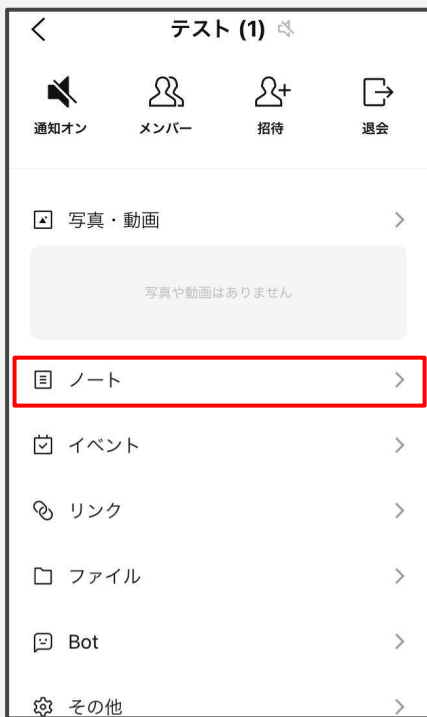 テスト (1)
通知オン メンバー 招待 退会
写真・動画
写真や動画はありません
ノート
イベント
リンク
ファイル
Bot
その他